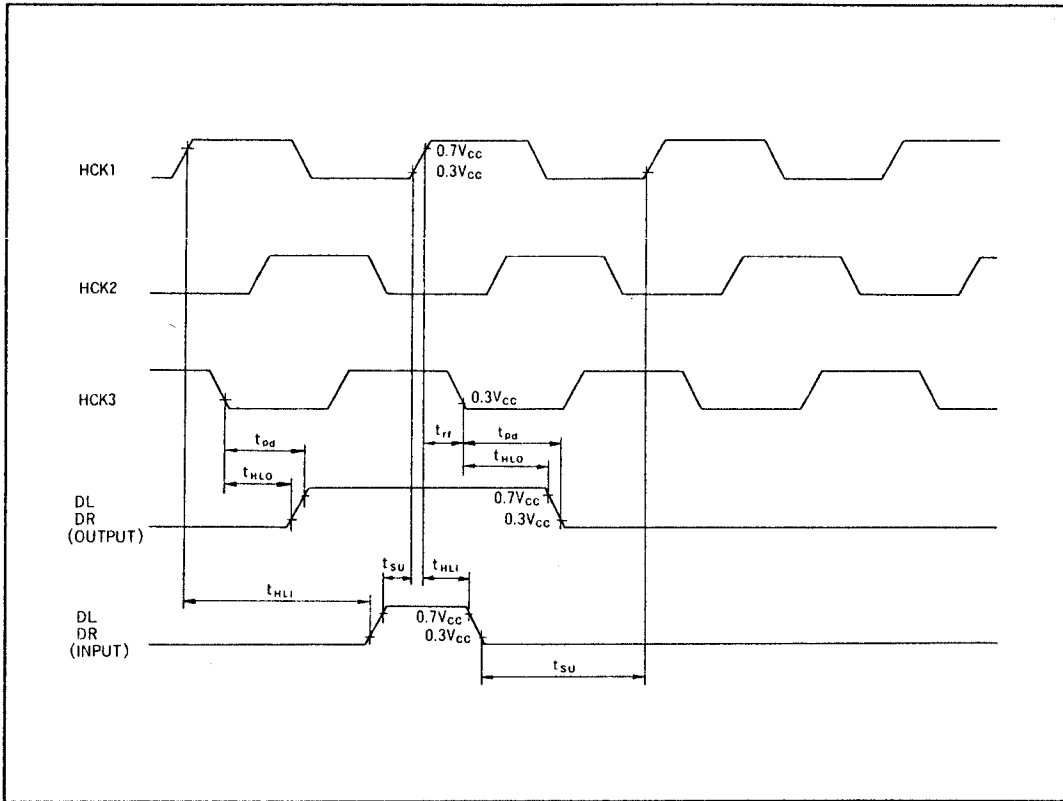 HCK1
0.7VCC
0.3VCC
HCK2
HCK3
0.3VCC
trf
tpd
tpd
tHLO
tHLO
DL
DR
(OUTPUT)
0.7VCC
0.3VCC
tSU
tHLI
tHLI
DL
DR
(INPUT)
0.7VCC
0.3VCC
tSU